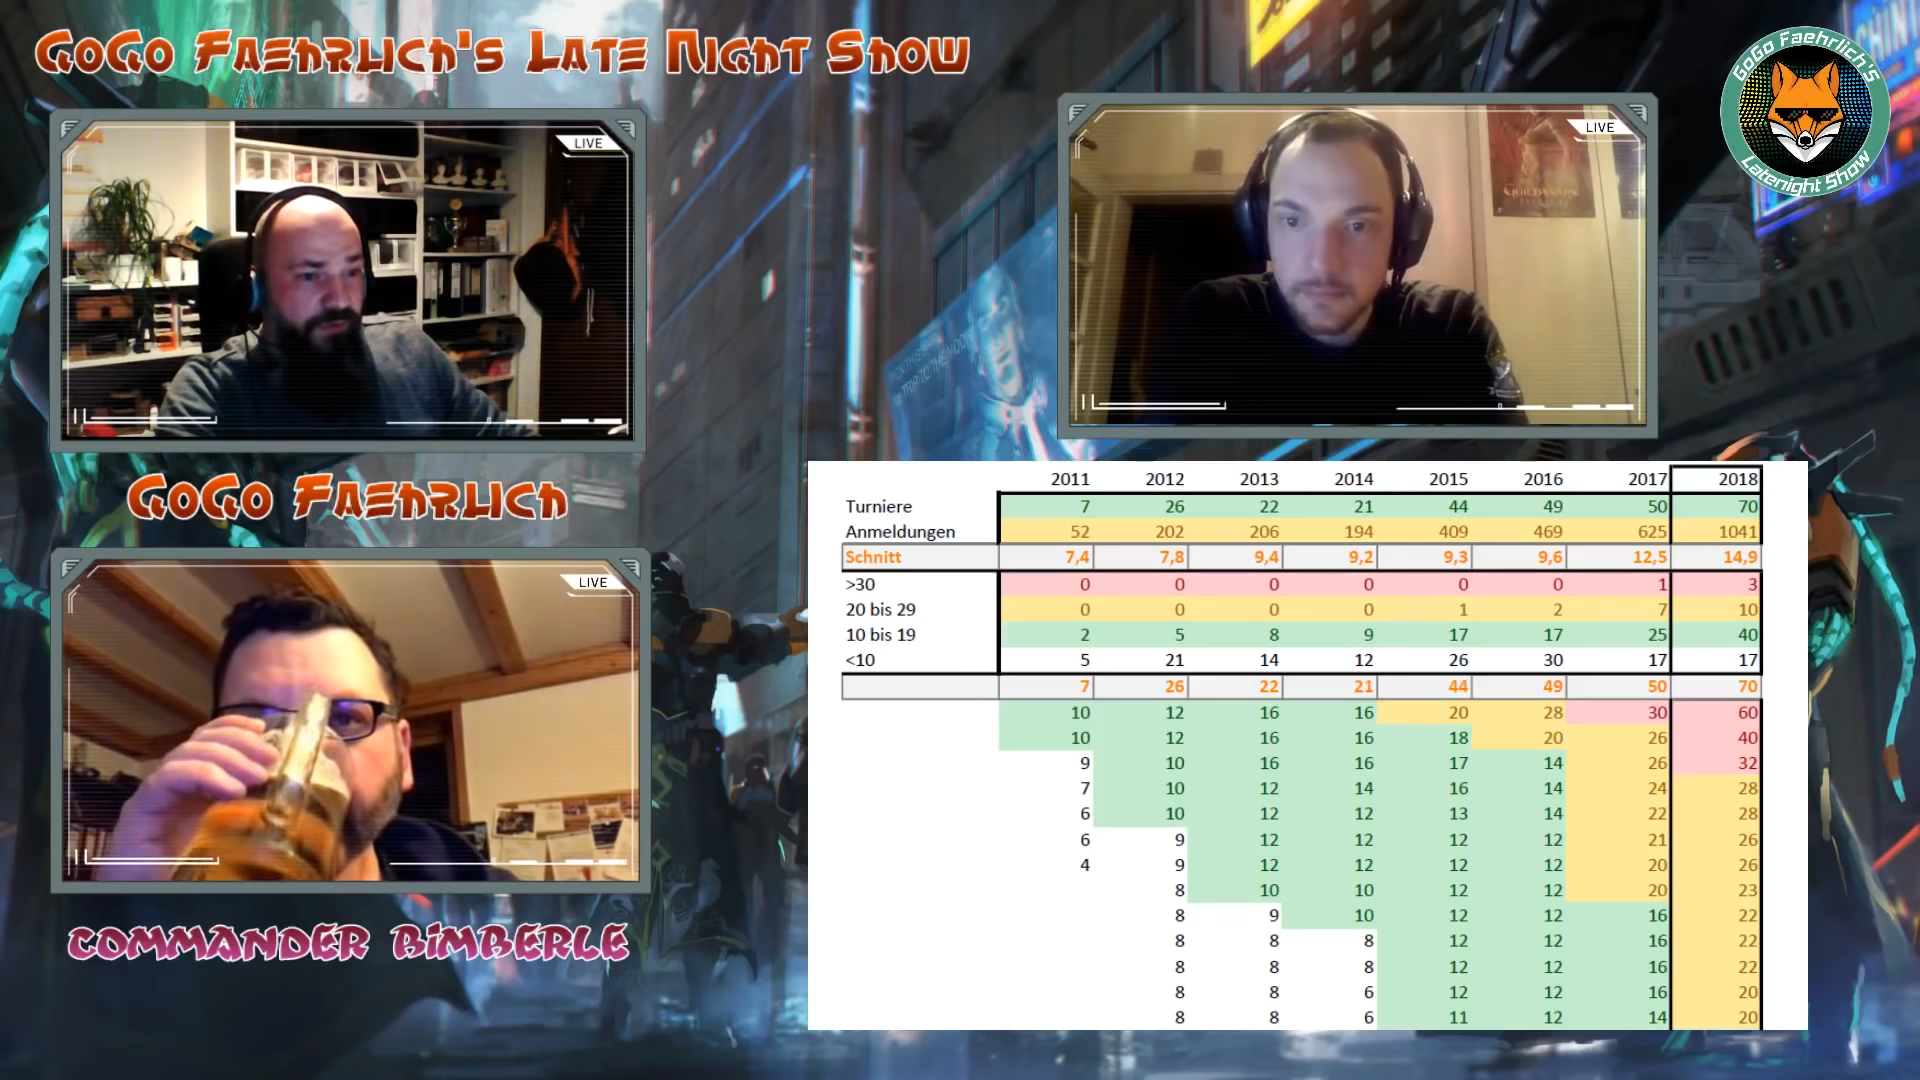 GoGo Faehrlich's Late Night Show
GoGo Faehrlich's
Latenight Show
LIVE
LIVE
GUILDWARS
TRIP TO THE MOON
GoGo Faehrlich
LIVE
Commander Bimberle
2011 2012 2013 2014 2015 2016 2017 2018
Turniere 7 26 22 21 44 49 50 70
Anmeldungen 52 202 206 194 409 469 625 1041
Schnitt 7,4 7,8 9,4 9,2 9,3 9,6 12,5 14,9
>30 0 0 0 0 0 0 1 3
20 bis 29 0 0 0 0 1 2 7 10
10 bis 19 2 5 8 9 17 17 25 40
<10 5 21 14 12 26 30 17 17
7 26 22 21 44 49 50 70
10 12 16 16 20 28 30 60
10 12 16 16 18 20 26 40
9 10 16 16 17 14 26 32
7 10 12 14 16 14 24 28
6 10 12 12 13 14 22 28
6 9 12 12 12 12 21 26
4 9 12 12 12 12 20 26
8 10 10 12 12 20 23
8 9 10 12 12 16 22
8 8 8 12 12 16 22
8 8 8 12 12 16 22
8 8 6 12 12 16 20
8 8 6 11 12 14 20